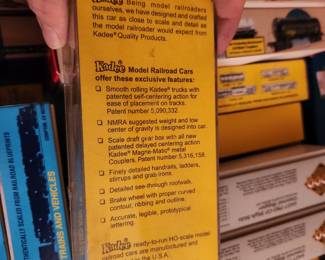 Kadee Being model railroaders
ourselves, we have designed and crafted
this car as close to scale and detail as
the model railroader would expect from
Kadee® Quality Products.
Kadee Model Railroad Cars
offer these exclusive features:
❑ Smooth rolling Kadee® trucks with
patented self-centering action for
ease of placement on tracks.
Patent number 5,090,332.
❑ NMRA suggested weight and low
center of gravity is designed into car.
❑ Scale draft gear box with all new
patented delayed centering action
Kadee® Magne-Matic® metal
Couplers. Patent number 5,316,158.
❑ Finely detailed handrails, ladders,
stirrups and grab irons.
❑ Detailed see-through roofwalk.
❑ Brake wheel with proper curved
contour, ribbing and outline.
❑ Accurate, legible, prototypical
lettering.
Kadee ready-to-run HO-scale model
railroad cars are manufactured and
the U.S.A.
THENTICALLY SCALED FROM RAILROAD BLUEPRINTS
TRAINS AND VEHICLES